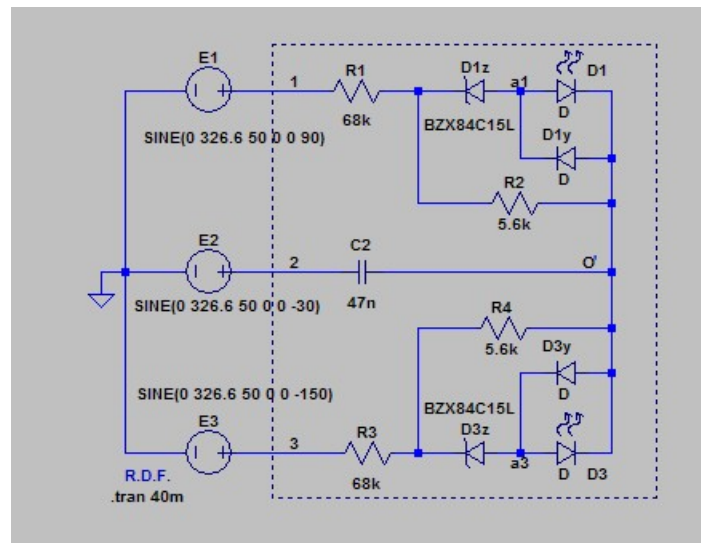 E1
1
R1
68k
D1z
a1
D1
D
BZX84C15L
D1y
D
SINE(0 326.6 50 0 0 90)
R2
5.6k
E2
2
C2
47n
O'
SINE(0 326.6 50 0 0 -30)
R4
5.6k
D3y
D
SINE(0 326.6 50 0 0 -150)
BZX84C15L
E3
3
R3
68k
D3z
a3
D
D3
R.D.F.
.tran 40m